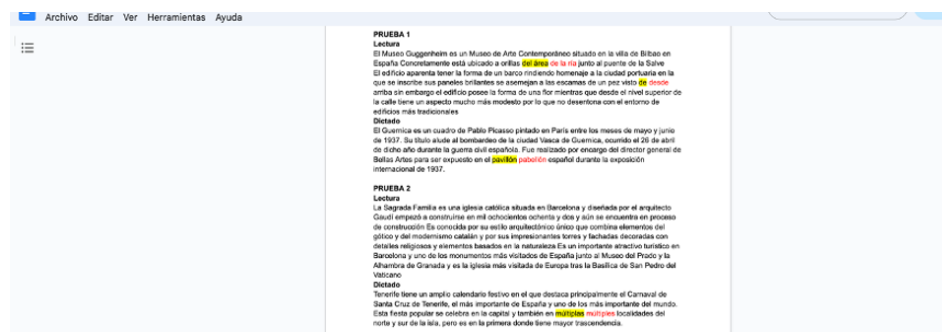 Archivo Editar Ver Herramientas Ayuda
PRUEBA 1
Lectura
El Museo Guggenheim es un Museo de Arte Contemporáneo situado en la villa de Bilbao en
España Concretamente está ubicado a orillas del área de la ría junto al puente de la Salve
El edificio aparenta tener la forma de un barco rindiendo homenaje a la ciudad portuaria en la
que se inscribe sus paneles brillantes se asemejan a las escamas de un pez visto de desde
arriba sin embargo el edificio posee la forma de una flor mientras que desde el nivel superior de
la calle tiene un aspecto mucho más modesto por lo que no desentona con el entorno de
edificios más tradicionales
Dictado
El Guernica es un cuadro de Pablo Picasso pintado en París entre los meses de mayo y junio
de 1937. Su título alude al bombardeo de la ciudad Vasca de Guernica, ocurrido el 26 de abril
de dicho año durante la guerra civil española. Fue realizado por encargo del director general de
Bellas Artes para ser expuesto en el pavillón pabellón español durante la exposición
internacional de 1937.
PRUEBA 2
Lectura
La Sagrada Familia es una iglesia católica situada en Barcelona y diseñada por el arquitecto
Gaudí empezó a construirse en mil ochocientos ochenta y dos y aún se encuentra en proceso
de construcción Es conocida por su estilo arquitectónico único que combina elementos del
gótico y del modernismo catalán y por sus impresionantes torres y fachadas decoradas con
detalles religiosos y elementos basados en la naturaleza Es un importante atractivo turístico en
Barcelona y uno de los monumentos más visitados de España junto al Museo del Prado y la
Alhambra de Granada y es la iglesia más visitada de Europa tras la Basílica de San Pedro del
Vaticano
Dictado
Tenerife tiene un amplio calendario festivo en el que destaca principalmente el Carnaval de
Santa Cruz de Tenerife, el más importante de España y uno de los más importante del mundo.
Esta fiesta popular se celebra en la capital y también en múltiplas múltiples localidades del
norte y sur de la isla, pero es en la primera donde tiene mayor trascendencia.